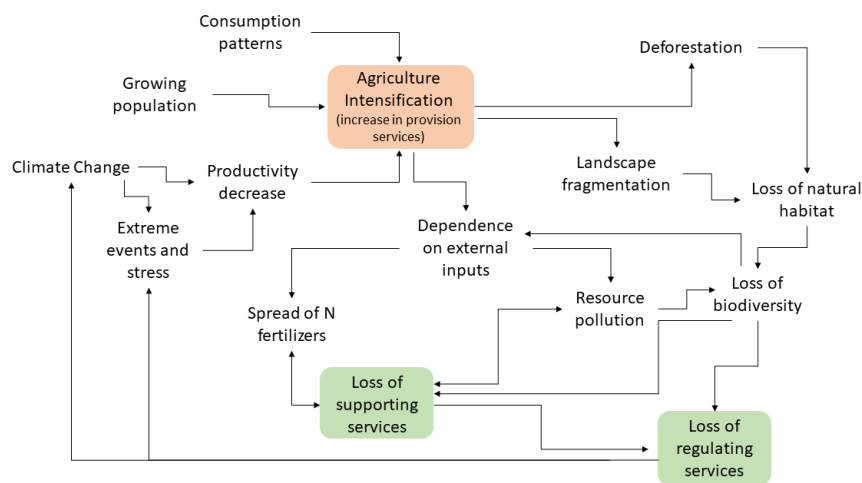 Consumption
patterns
Deforestation
Agriculture
Intensification
(increase in provision
services)
Growing
population
Landscape
fragmentation
Climate Change
Productivity
decrease
Loss of natural
habitat
Extreme
events and
stress
Dependence
on external
inputs
Loss of
biodiversity
Resource
pollution
Spread of N
fertilizers
Loss of
supporting
services
Loss of
regulating
services